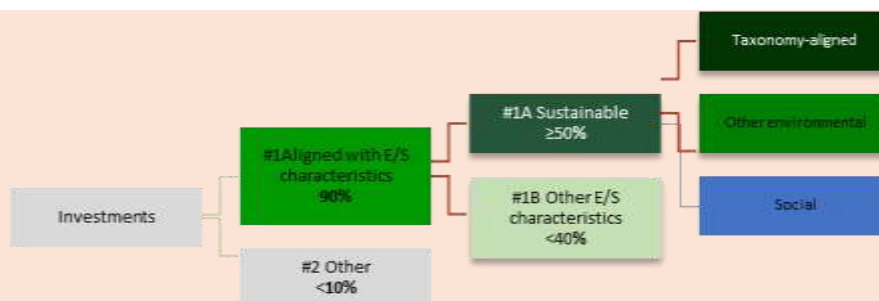 Taxonomy-aligned
#1A Sustainable
≥50%
Other environmental
#1Aligned with E/S
characteristics
90%
#1B Other E/S
characteristics
<40%
Social
Investments
#2 Other
<10%